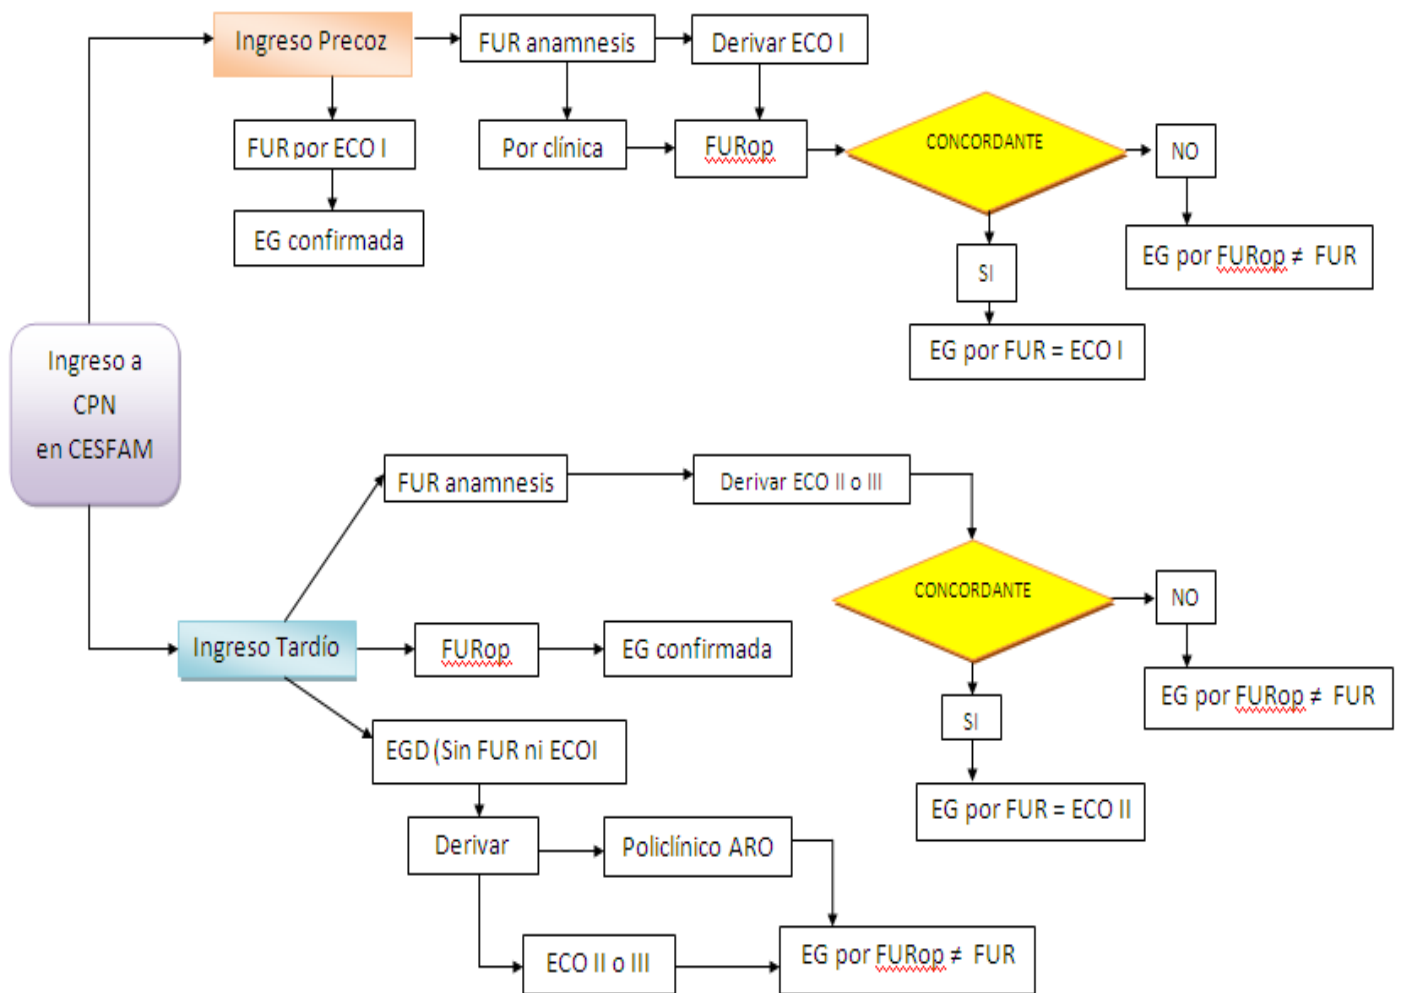 Ingreso Precoz
FUR anamnesis
Derivar ECO I
FUR por ECO I
Por clínica
FURop
CONCORDANTE
NO
EG confirmada
SI
EG por FURop ≠ FUR
EG por FUR = ECO I
Ingreso a
CPN
en CESFAM
FUR anamnesis
Derivar ECO II o III
CONCORDANTE
NO
Ingreso Tardío
FURop
EG confirmada
EG por FURop ≠ FUR
SI
EGD (Sin FUR ni ECOI
EG por FUR = ECO II
Derivar
Policlínico ARO
ECO II o III
EG por FURop ≠ FUR